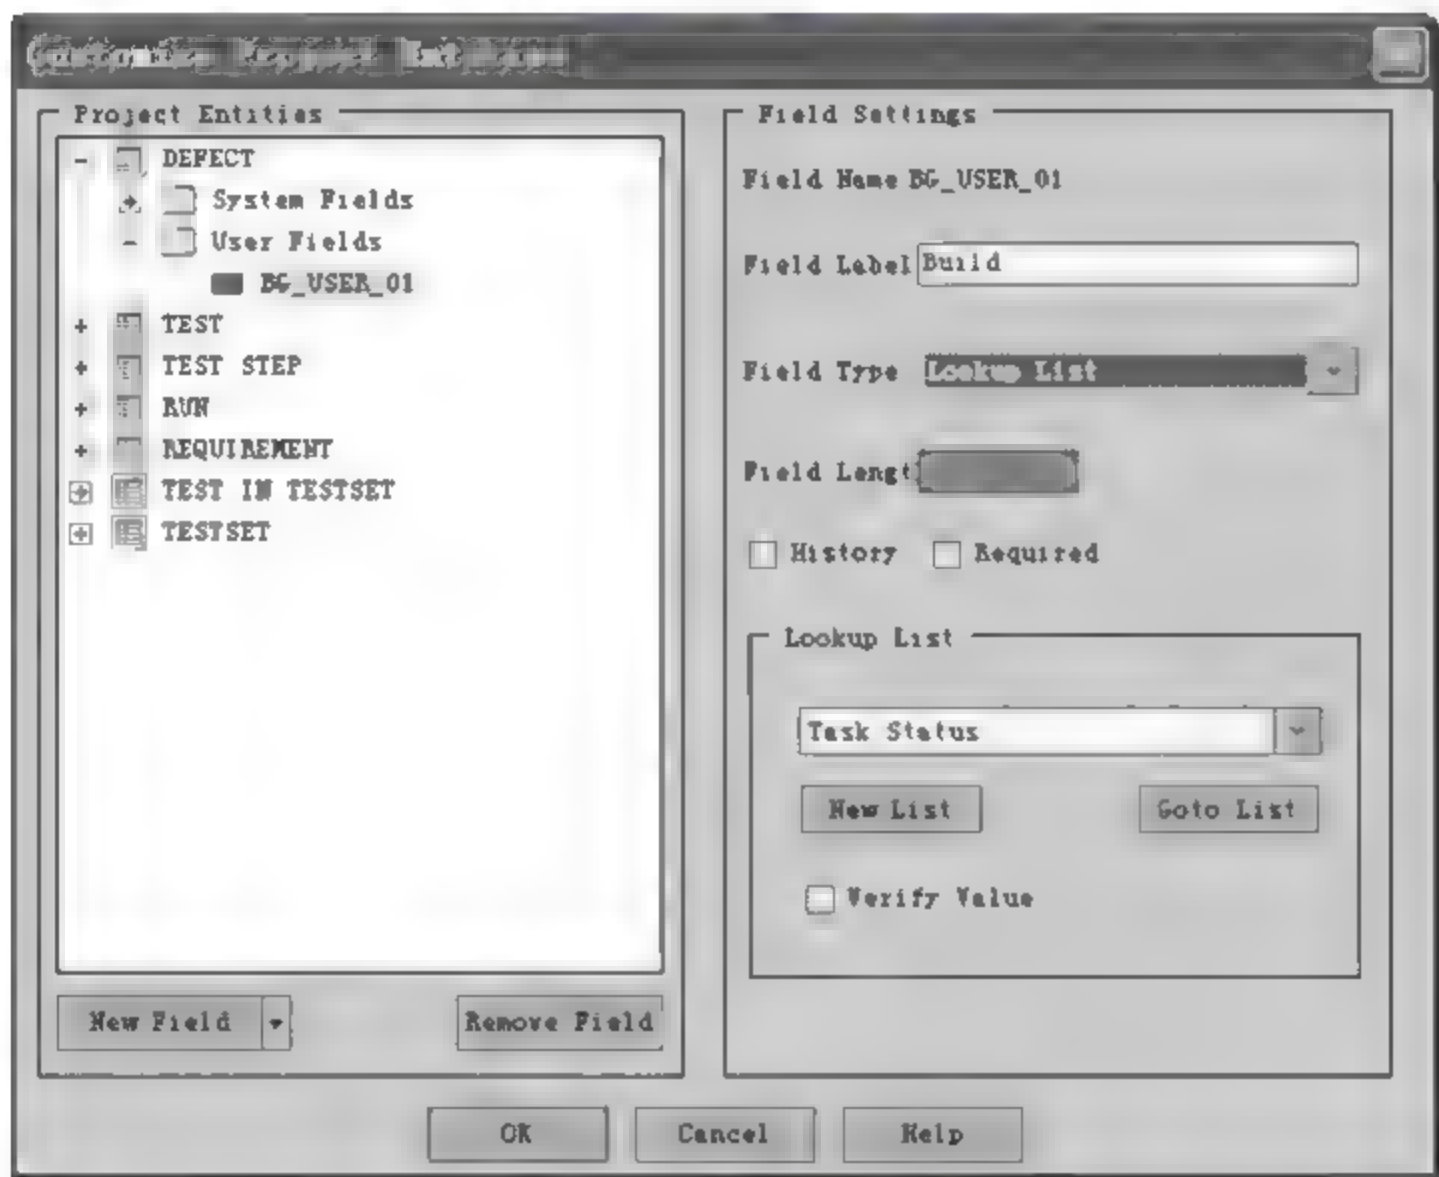 Project Entities
DEFECT
System Fields
User Fields
BG_USER_01
TEST
TEST STEP
RUN
REQUIREMENT
TEST IN TESTSET
TESTSET
New Field
Remove Field
Field Settings
Field Name BG_USER_01
Field Label Build
Field Type Lookup List
Field Lengt
History Required
Lookup List
Task Status
New List Goto List
Verify Value
OK Cancel Help